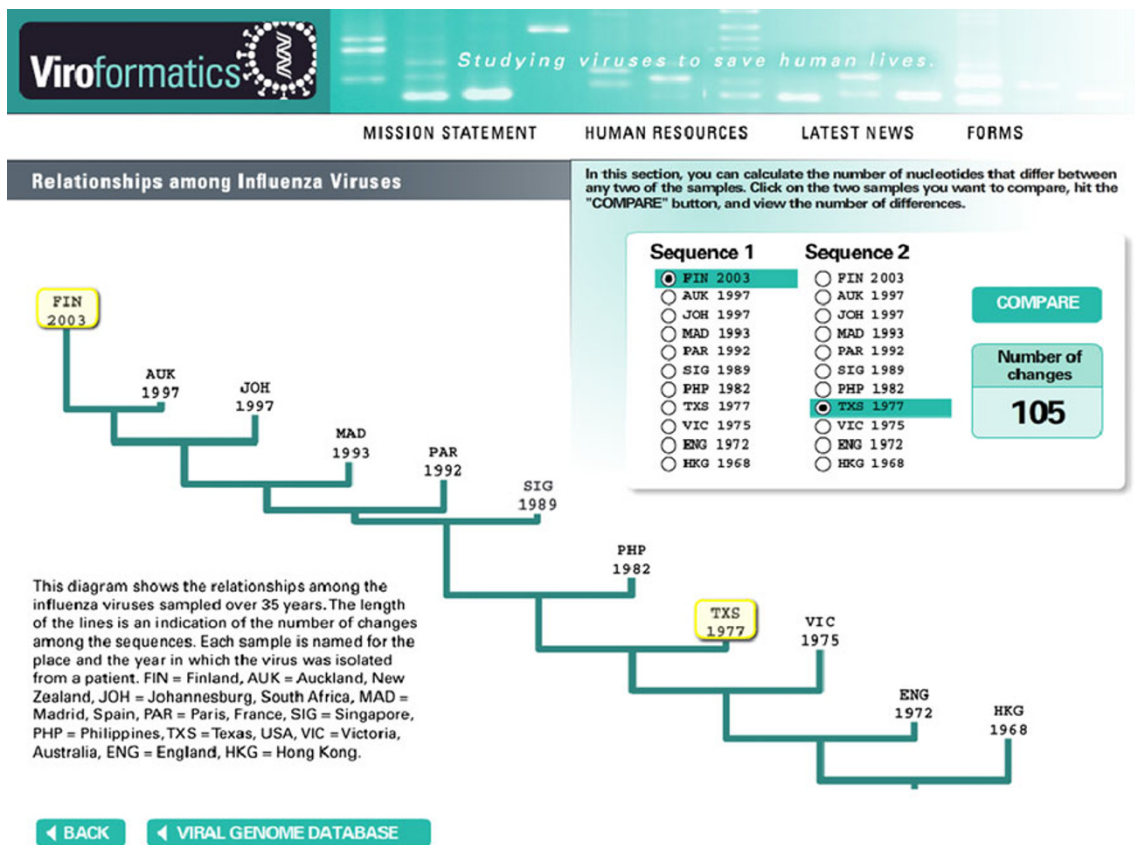 Viroformatics
Studying viruses to save human lives.
MISSION STATEMENT
HUMAN RESOURCES
LATEST NEWS
FORMS
Relationships among Influenza Viruses
In this section, you can calculate the number of nucleotides that differ between
any two of the samples. Click on the two samples you want to compare, hit the
"COMPARE" button, and view the number of differences.
Sequence 1
FIN 2003
AUK 1997
JOH 1997
MAD 1993
PAR 1992
SIG 1989
PHP 1982
TXS 1977
VIC 1975
ENG 1972
HKG 1968
Sequence 2
FIN 2003
AUK 1997
JOH 1997
MAD 1993
PAR 1992
SIG 1989
PHP 1982
TXS 1977
VIC 1975
ENG 1972
HKG 1968
COMPARE
Number of
changes
105
FIN
2003
AUK
1997
JOH
1997
MAD
1993
PAR
1992
SIG
1989
PHP
1982
TXS
1977
VIC
1975
ENG
1972
HKG
1968
This diagram shows the relationships among the
influenza viruses sampled over 35 years. The length
of the lines is an indication of the number of changes
among the sequences. Each sample is named for the
place and the year in which the virus was isolated
from a patient. FIN = Finland, AUK = Auckland, New
Zealand, JOH = Johannesburg, South Africa, MAD =
Madrid, Spain, PAR = Paris, France, SIG = Singapore,
PHP = Philippines, TXS = Texas, USA, VIC = Victoria,
Australia, ENG = England, HKG = Hong Kong.
BACK
VIRAL GENOME DATABASE